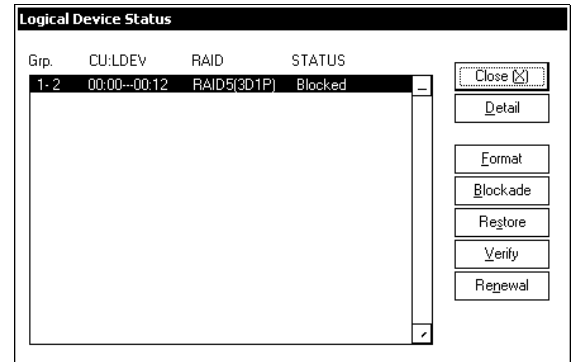 Logical Device Status
Grp. CU:LDEV RAID STATUS
1- 2 00:00---00:12 RAID5(3D1P) Blocked
Close (X)
Detail
Format
Blockade
Restore
Verify
Renewal